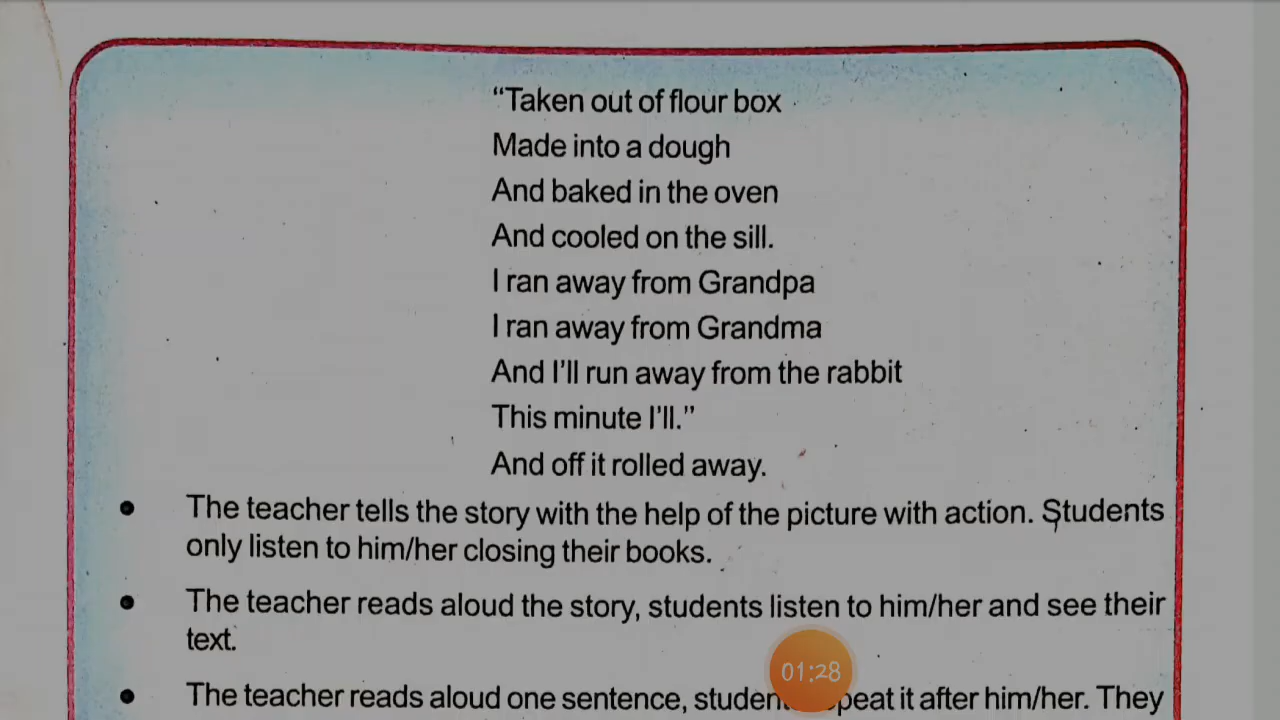 “Taken out of flour box
Made into a dough
And baked in the oven
And cooled on the sill.
I ran away from Grandpa
I ran away from Grandma
And I'll run away from the rabbit
This minute I'll.”
And off it rolled away.
• The teacher tells the story with the help of the picture with action. Students
only listen to him/her closing their books.
• The teacher reads aloud the story, students listen to him/her and see their
text.
01:28
• The teacher reads aloud one sentence, it after him/her. They